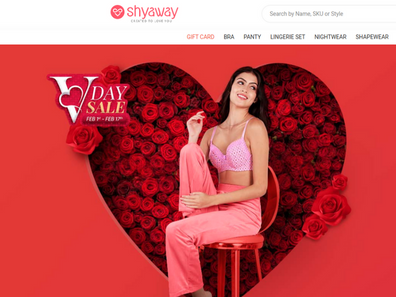 shyaway
FASHION TO LOVE YOU
Search by Name, SKU or Style
GIFT CARD BRA PANTY LINGERIE SET NIGHTWEAR SHAPEWEAR
V DAY
SALE
FEB 1st - FEB 17th